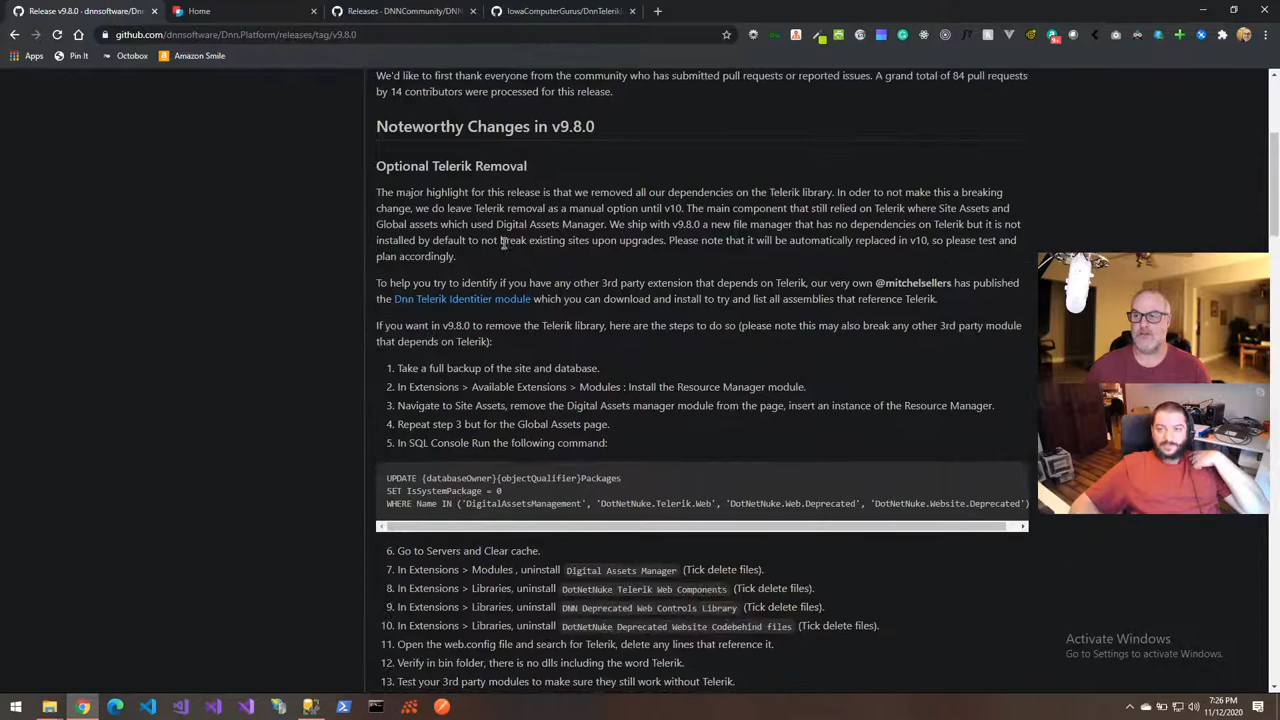 Release v9.8.0 · dnnsoftware/Dnn
Home
Releases · DNNCommunity/DNN.
IowaComputerGurus/DnnTelerikI
github.com/dnnsoftware/Dnn.Platform/releases/tag/v9.8.0
Apps Pin It Octobox Amazon Smile
We'd like to first thank everyone from the community who has submitted pull requests or reported issues. A grand total of 84 pull requests
by 14 contributors were processed for this release.
Noteworthy Changes in v9.8.0
Optional Telerik Removal
The major highlight for this release is that we removed all our dependencies on the Telerik library. In oder to not make this a breaking
change, we do leave Telerik removal as a manual option until v10. The main component that still relied on Telerik where Site Assets and
Global assets which used Digital Assets Manager. We ship with v9.8.0 a new file manager that has no dependencies on Telerik but it is not
installed by default to not break existing sites upon upgrades. Please note that it will be automatically replaced in v10, so please test and
plan accordingly.
To help you try to identify if you have any other 3rd party extension that depends on Telerik, our very own @mitchelsellers has published
the Dnn Telerik Identitier module which you can download and install to try and list all assemblies that reference Telerik.
If you want in v9.8.0 to remove the Telerik library, here are the steps to do so (please note this may also break any other 3rd party module
that depends on Telerik):
1. Take a full backup of the site and database.
2. In Extensions > Available Extensions > Modules : Install the Resource Manager module.
3. Navigate to Site Assets, remove the Digital Assets manager module from the page, insert an instance of the Resource Manager.
4. Repeat step 3 but for the Global Assets page.
5. In SQL Console Run the following command:
UPDATE {databaseOwner}{objectQualifier}Packages
SET IsSystemPackage = 0
WHERE Name IN ('DigitalAssetsManagement', 'DotNetNuke.Telerik.Web', 'DotNetNuke.Web.Deprecated', 'DotNetNuke.Website.Deprecated')
6. Go to Servers and Clear cache.
7. In Extensions > Modules , uninstall Digital Assets Manager (Tick delete files).
8. In Extensions > Libraries, uninstall DotNetNuke Telerik Web Components (Tick delete files).
9. In Extensions > Libraries, uninstall DNN Deprecated Web Controls Library (Tick delete files).
10. In Extensions > Libraries, uninstall DotNetNuke Deprecated Website Codebehind files (Tick delete files).
11. Open the web.config file and search for Telerik, delete any lines that reference it.
12. Verify in bin folder, there is no dlls including the word Telerik.
13. Test your 3rd party modules to make sure they still work without Telerik.
Activate Windows
Go to Settings to activate Windows.
7:26 PM
11/12/2020